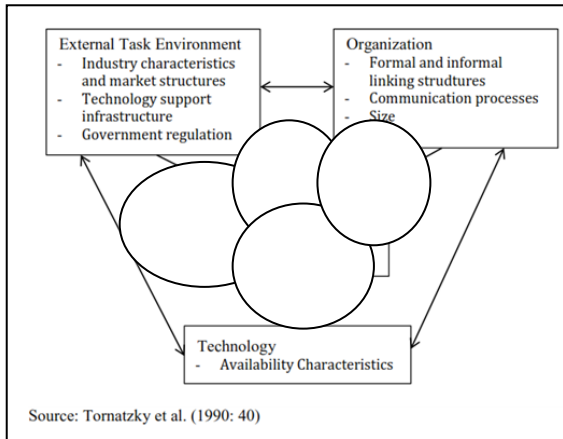 External Task Environment
- Industry characteristics
and market structures
- Technology support
infrastructure
- Government regulation
Organization
- Formal and informal
linking strudtures
- Communication processes
- Size
Technology
- Availability Characteristics
Source: Tornatzky et al. (1990: 40)